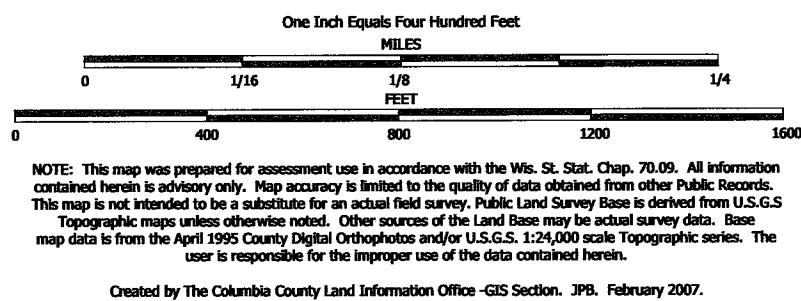 One Inch Equals Four Hundred Feet
MILES
0 1/16 1/8 1/4
FEET
0 400 800 1200 1600
NOTE: This map was prepared for assessment use in accordance with the Wis. St. Stat. Chap. 70.09. All information
contained herein is advisory only. Map accuracy is limited to the quality of data obtained from other Public Records.
This map is not intended to be a substitute for an actual field survey. Public Land Survey Base is derived from U.S.G.S
Topographic maps unless otherwise noted. Other sources of the Land Base may be actual survey data. Base
map data is from the April 1995 County Digital Orthophotos and/or U.S.G.S. 1:24,000 scale Topographic series. The
user is responsible for the improper use of the data contained herein.
Created by The Columbia County Land Information Office -GIS Section. JPB. February 2007.